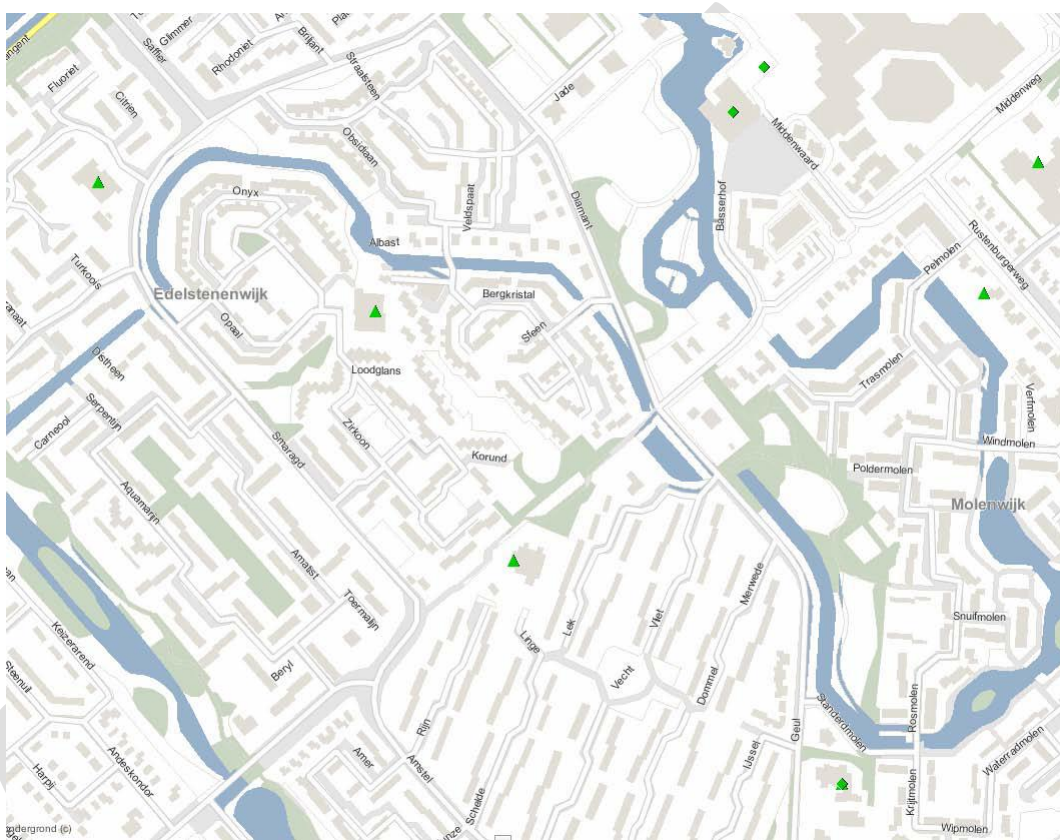 Saffier
Glimmer
Rhodoniet
Briljant
Fluoriet
Citrien
Straalsteen
Obsidiaan
Jade
Middenweg
Middenwaard
Basserhof
Diamant
Veldspaat
Onyx
Albast
Turkoois
Edelstenenwijk
Bergkristal
Steen
Opaal
Loodglans
Distheen
Serpentijn
Carneool
Zirkoon
Smaragd
Korund
Aquamarijn
Amatist
Toermalijn
Beryl
Keizerarend
Steenuil
Andeskondor
Harpij
Pelmolen
Rustenburgerweg
Trasmolen
Verfmolen
Windmolen
Poldermolen
Molenwijk
Snuifmolen
Merwede
Vliet
Lek
Linge
Vecht
Dommel
Rijn
Amstel
Amer
Schelde
IJssel
Geul
Standerdmolen
Rosmolen
Waterradmolen
Krijtmolen
Wipmolen
ondergrond (c)